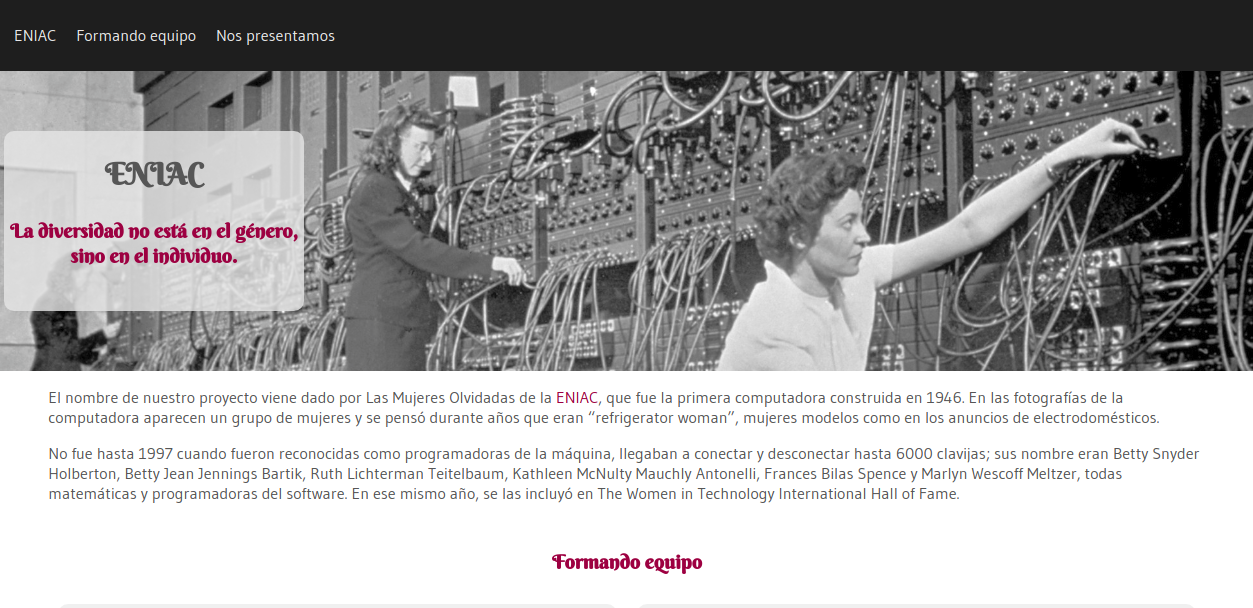 ENIAC Formando equipo Nos presentamos
ENIAC
La diversidad no está en el género,
sino en el individuo.
El nombre de nuestro proyecto viene dado por Las Mujeres Olvidadas de la ENIAC, que fue la primera computadora construida en 1946. En las fotografías de la
computadora aparecen un grupo de mujeres y se pensó durante años que eran “refrigerator woman”, mujeres modelos como en los anuncios de electrodomésticos.
No fue hasta 1997 cuando fueron reconocidas como programadoras de la máquina, llegaban a conectar y desconectar hasta 6000 clavijas; sus nombre eran Betty Snyder
Holberton, Betty Jean Jennings Bartik, Ruth Lichterman Teitelbaum, Kathleen McNulty Mauchly Antonelli, Frances Bilas Spence y Marlyn Wescoff Meltzer, todas
matemáticas y programadoras del software. En ese mismo año, se las incluyó en The Women in Technology International Hall of Fame.
Formando equipo